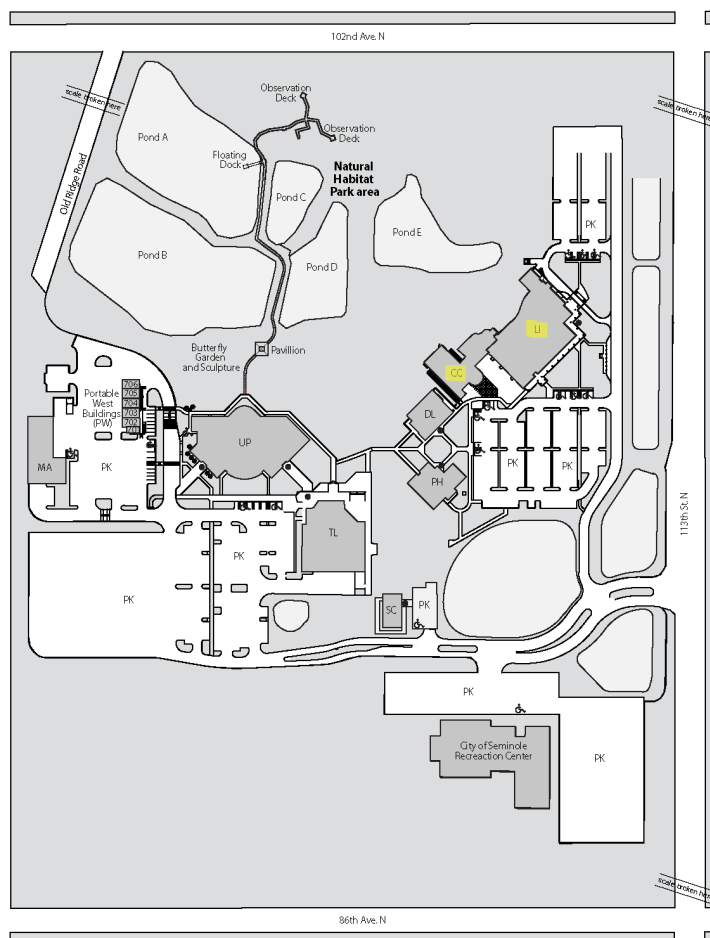 102nd Ave. N
scale broken here
scale broken here
Old Ridge Road
Observation
Deck
Observation
Deck
Pond A
Floating
Dock
Natural
Habitat
Park area
Pond C
PK
Pond E
Pond B
Pond D
LI
Butterfly
Garden
and Sculpture
Pavillion
CC
Portable
West
Buildings
(PW)
706
705
704
703
702
701
DL
UP
MA
PK
PK
PK
PH
113th St. N
TL
PK
PK
SC
PK
PK
City of Seminole
Recreaction Center
PK
scale broken here
86th Ave. N